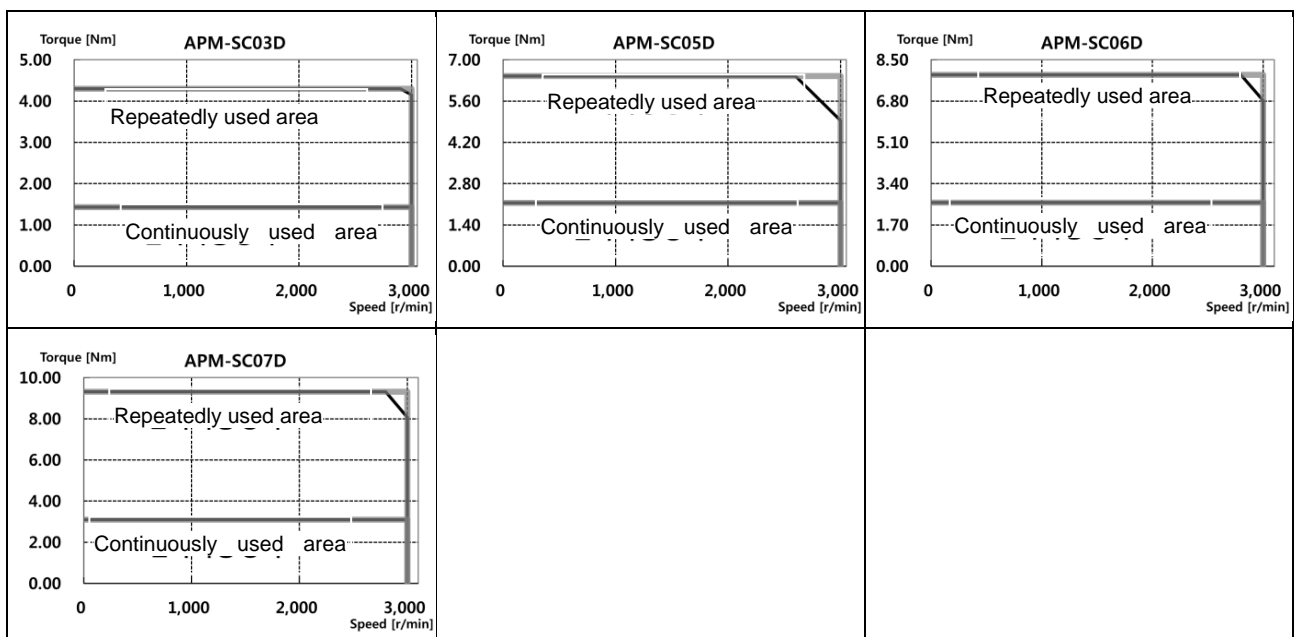 Torque [Nm] APM-SC03D
5.00
4.00
Repeatedly used area
3.00
2.00
1.00
Continuously used area
0.00
0 1,000 2,000 3,000
Speed [r/min]
Torque [Nm] APM-SC05D
7.00
5.60
Repeatedly used area
4.20
2.80
1.40
Continuously used area
0.00
0 1,000 2,000 3,000
Speed [r/min]
Torque [Nm] APM-SC06D
8.50
6.80
Repeatedly used area
5.10
3.40
1.70
Continuously used area
0.00
0 1,000 2,000 3,000
Speed [r/min]
Torque [Nm] APM-SC07D
10.00
8.00
Repeatedly used area
6.00
4.00
2.00
Continuously used area
0.00
0 1,000 2,000 3,000
Speed [r/min]